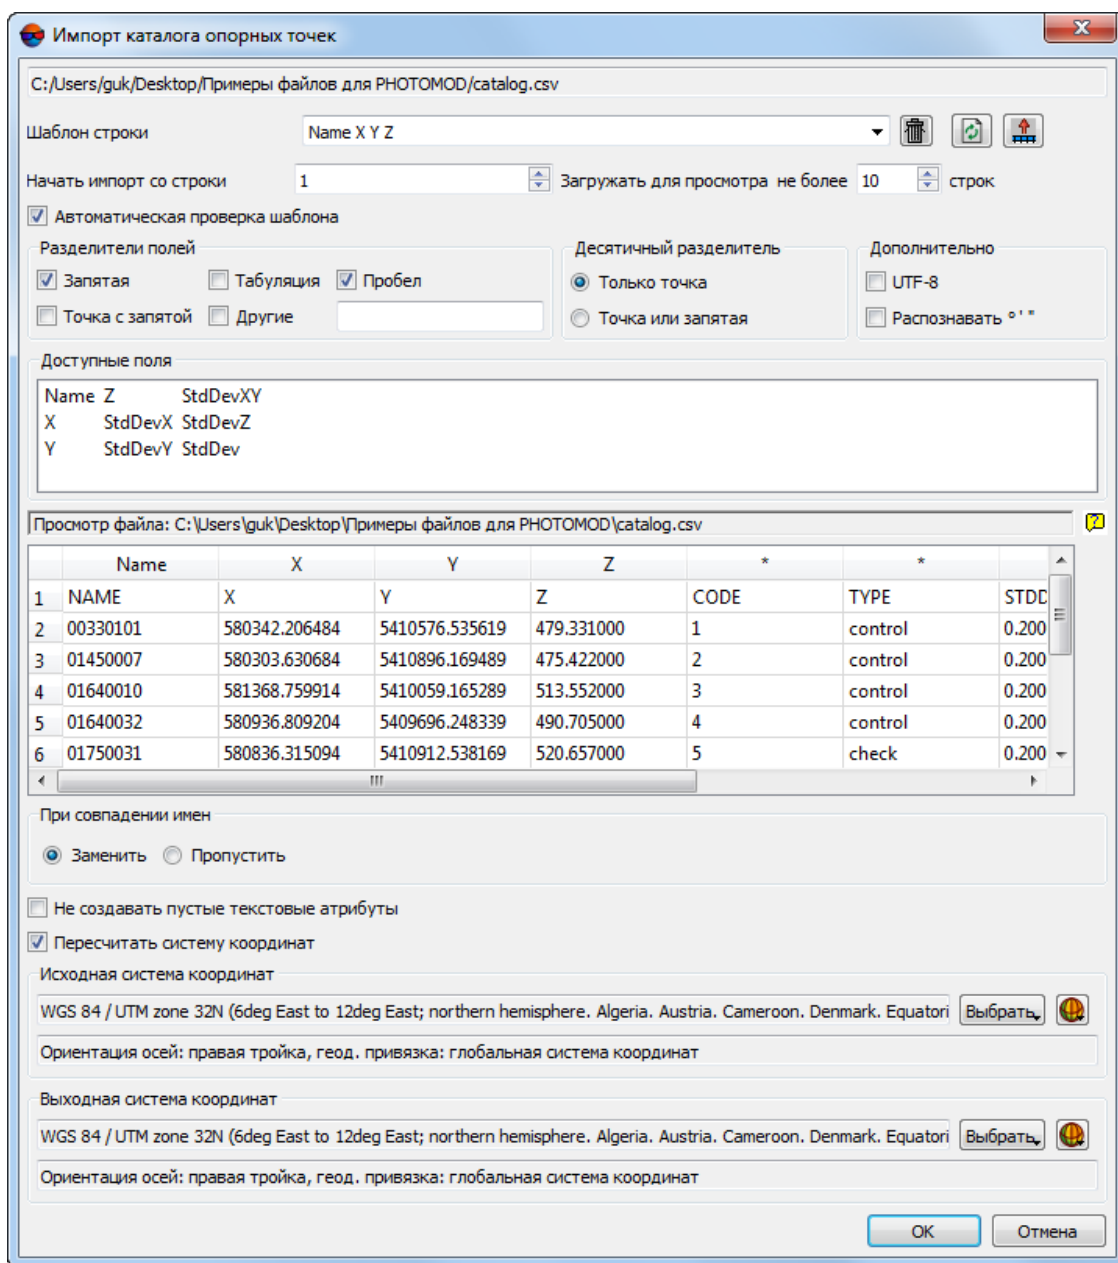 Импорт каталога опорных точек
C:/Users/guk/Desktop/Примеры файлов для PHOTOMOD/catalog.csv
Шаблон строки Name X Y Z
Начать импорт со строки 1 Загружать для просмотра не более 10 строк
Автоматическая проверка шаблона
Разделители полей Десятичный разделитель Дополнительно
Запятая Табуляция Пробел Только точка UTF-8
Точка с запятой Другие Точка или запятая Распознавать ° ' "
Доступные поля
Name Z StdDevXY
X StdDevX StdDevZ
Y StdDevY StdDev
Просмотр файла: C:\Users\guk\Desktop\Примеры файлов для PHOTOMOD\catalog.csv
Name X Y Z * *
1 NAME X Y Z CODE TYPE STDD
2 00330101 580342.206484 5410576.535619 479.331000 1 control 0.200
3 01450007 580303.630684 5410896.169489 475.422000 2 control 0.200
4 01640010 581368.759914 5410059.165289 513.552000 3 control 0.200
5 01640032 580936.809204 5409696.248339 490.705000 4 control 0.200
6 01750031 580836.315094 5410912.538169 520.657000 5 check 0.200
При совпадении имен
Заменить Пропустить
Не создавать пустые текстовые атрибуты
Пересчитать систему координат
Исходная система координат
WGS 84 / UTM zone 32N (6deg East to 12deg East; northern hemisphere. Algeria. Austria. Cameroon. Denmark. Equatori Выбрать
Ориентация осей: правая тройка, геод. привязка: глобальная система координат
Выходная система координат
WGS 84 / UTM zone 32N (6deg East to 12deg East; northern hemisphere. Algeria. Austria. Cameroon. Denmark. Equatori Выбрать
Ориентация осей: правая тройка, геод. привязка: глобальная система координат
OK Отмена